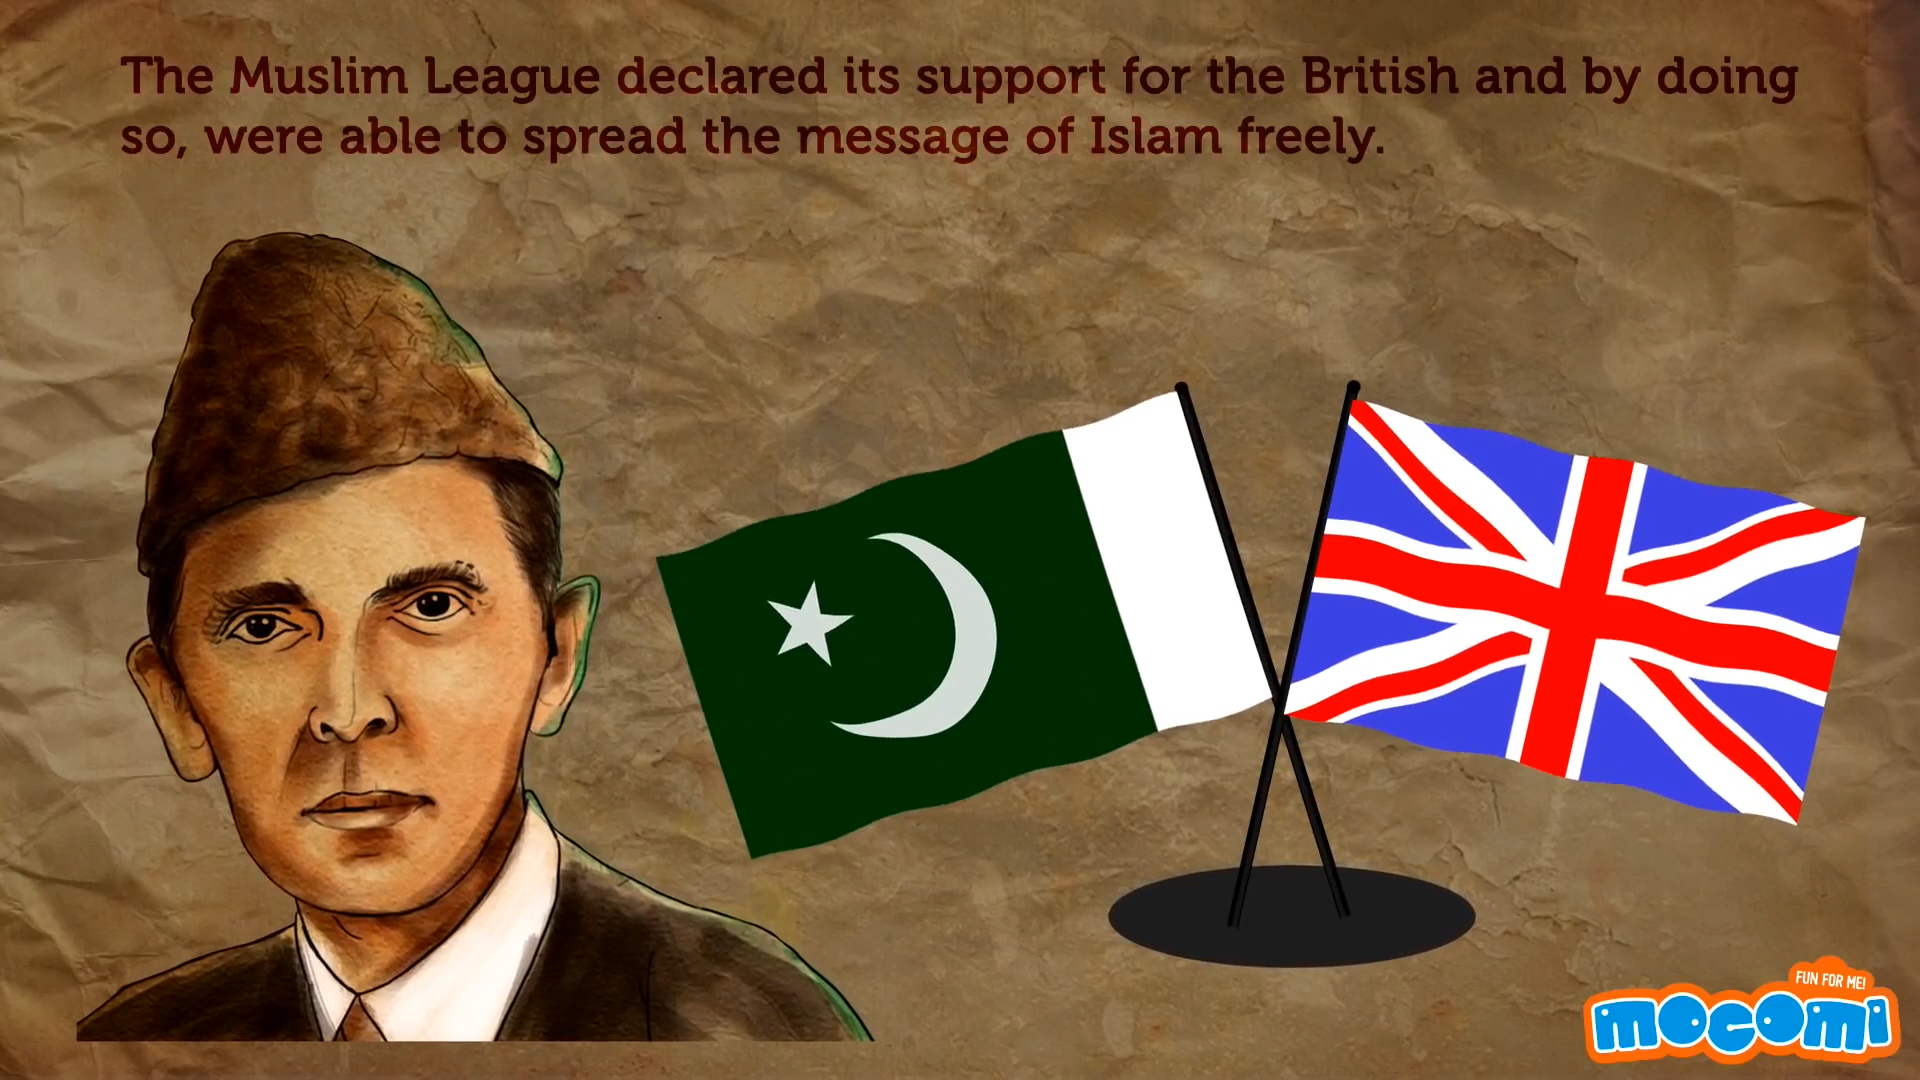 The Muslim League declared its support for the British and by doing
so, were able to spread the message of Islam freely.
FUN FOR ME!
mocomi